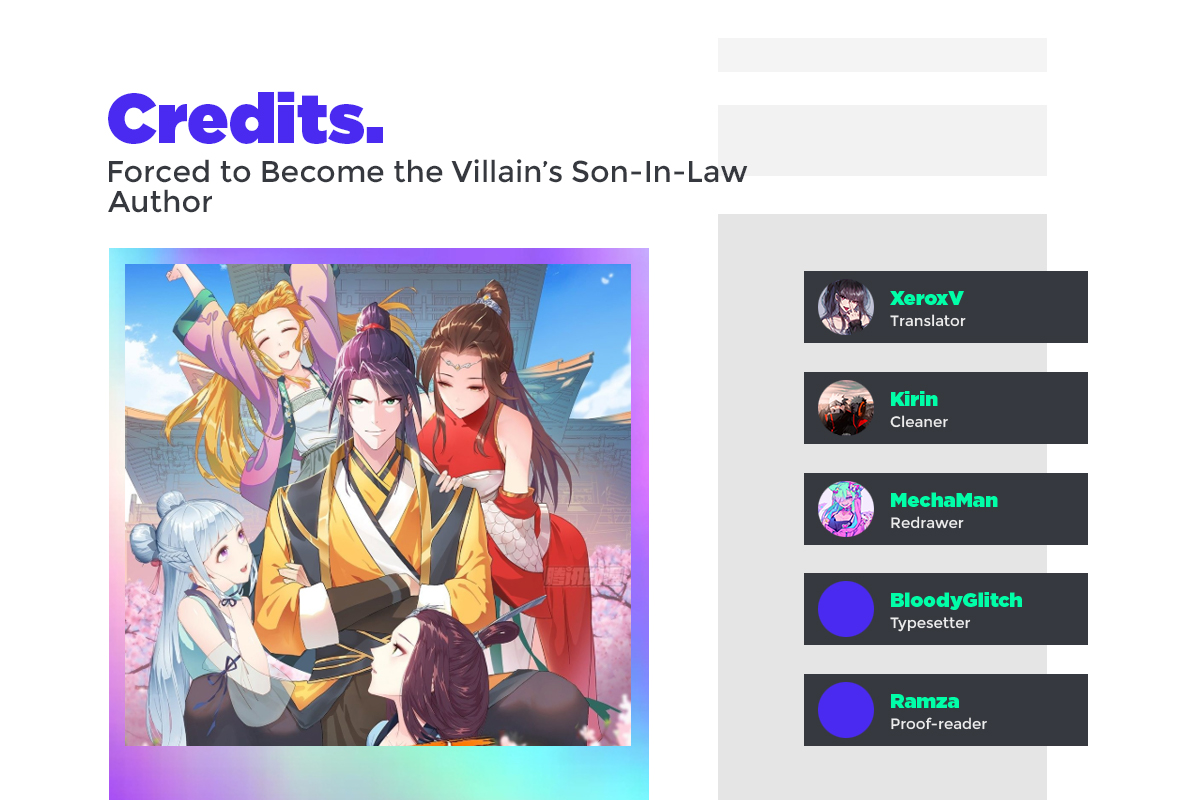 Credits.
Forced to Become the Villain’s Son-In-Law
Author
XeroxV
Translator
Kirin
Cleaner
MechaMan
Redrawer
BloodyGlitch
Typesetter
Ramza
Proof-reader